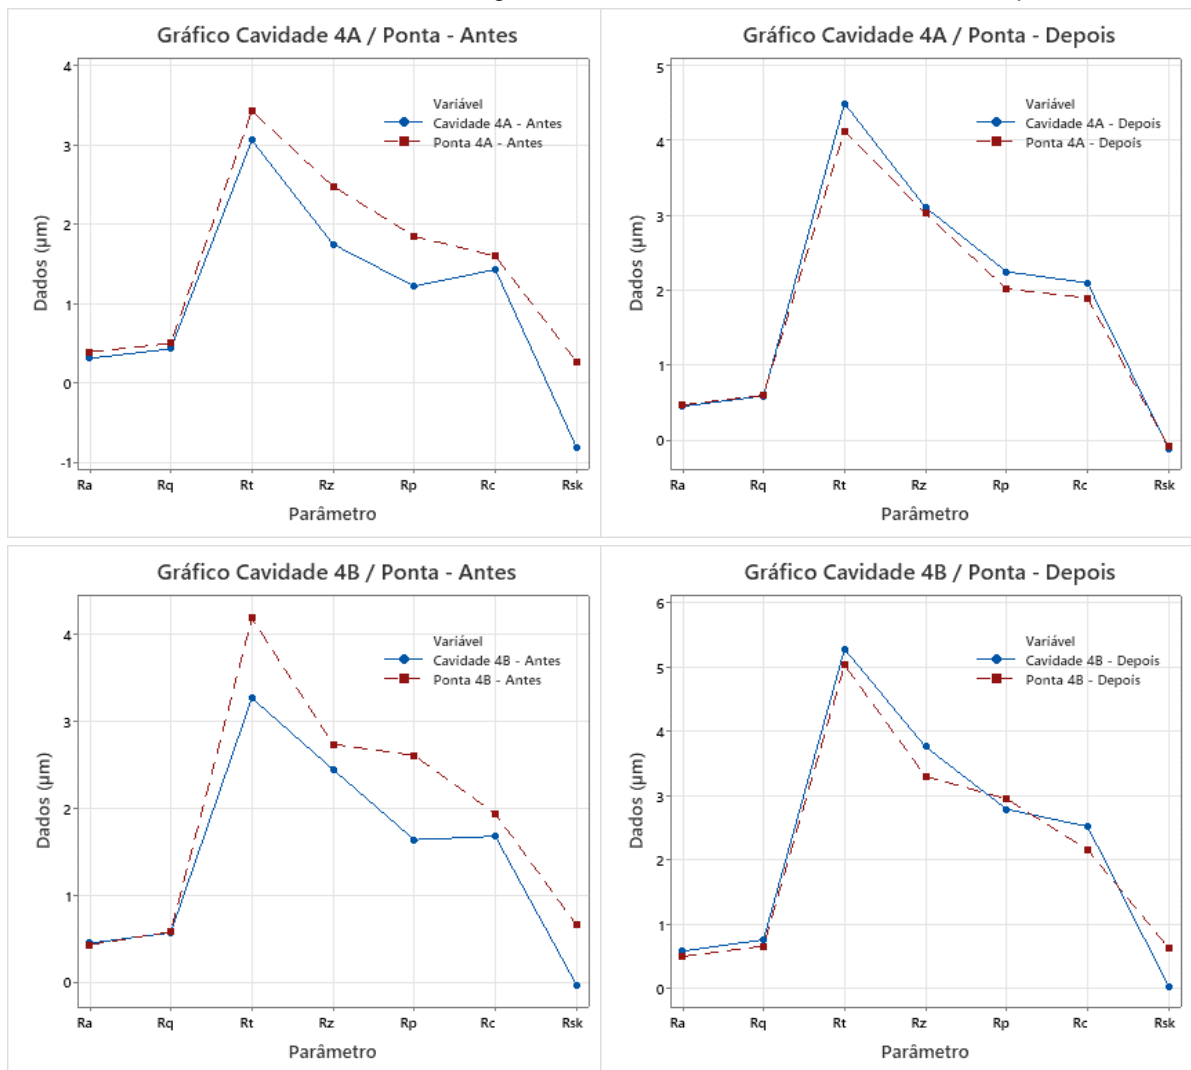 Gráfico Cavidade 4A / Ponta - Antes
4
3
2
1
0
-1
Dados (µm)
Variável
Cavidade 4A - Antes
Ponta 4A - Antes
Ra Rq Rt Rz Rp Rc Rsk
Parâmetro
Gráfico Cavidade 4A / Ponta - Depois
5
4
3
2
1
0
Dados (µm)
Variável
Cavidade 4A - Depois
Ponta 4A - Depois
Ra Rq Rt Rz Rp Rc Rsk
Parâmetro
Gráfico Cavidade 4B / Ponta - Antes
4
3
2
1
0
Dados (µm)
Variável
Cavidade 4B - Antes
Ponta 4B - Antes
Ra Rq Rt Rz Rp Rc Rsk
Parâmetro
Gráfico Cavidade 4B / Ponta - Depois
6
5
4
3
2
1
0
Dados (µm)
Variável
Cavidade 4B - Depois
Ponta 4B - Depois
Ra Rq Rt Rz Rp Rc Rsk
Parâmetro